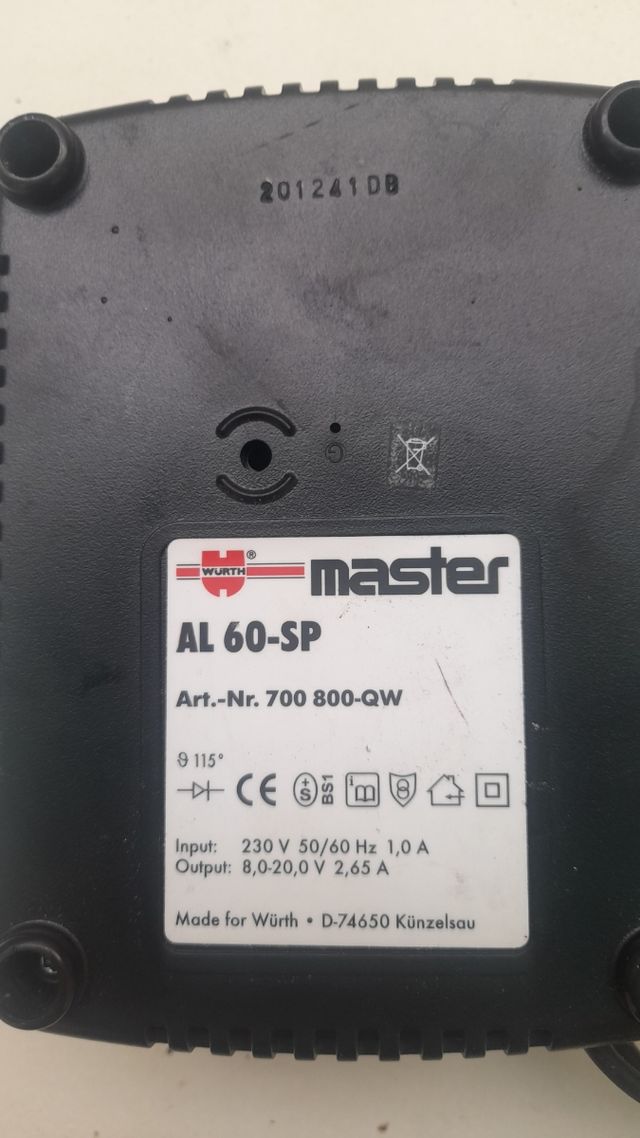 201241DB
G
WÜRTH® master
AL 60-SP
Art.-Nr. 700 800-QW
ϑ 115°
CE +S BS1 i
Input: 230 V 50/60 Hz 1,0 A
Output: 8,0-20,0 V 2,65 A
Made for Würth • D-74650 Künzelsau